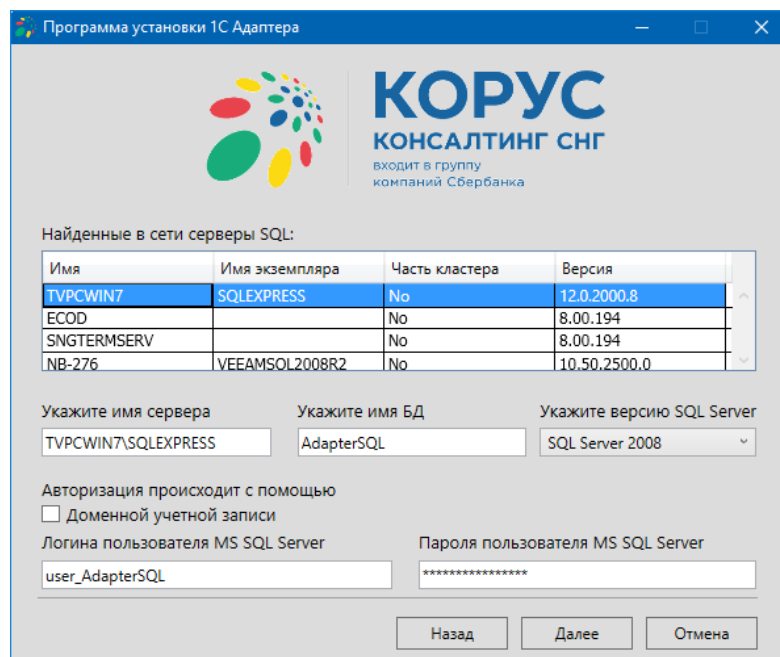 Программа установки 1С Адаптера
КОРУС
КОНСАЛТИНГ СНГ
входит в группу
компаний Сбербанка
Найденные в сети серверы SQL:
Имя Имя экземпляра Часть кластера Версия
TVPCWIN7 SQLEXPRESS No 12.0.2000.8
ECOD No 8.00.194
SNGTERMSERV No 8.00.194
NB-276 VEEAMSQL2008R2 No 10.50.2500.0
Укажите имя сервера Укажите имя БД Укажите версию SQL Server
TVPCWIN7\SQLEXPRESS AdapterSQL SQL Server 2008
Авторизация происходит с помощью
Доменной учетной записи
Логина пользователя MS SQL Server Пароля пользователя MS SQL Server
user_AdapterSQL ****************
Назад Далее Отмена